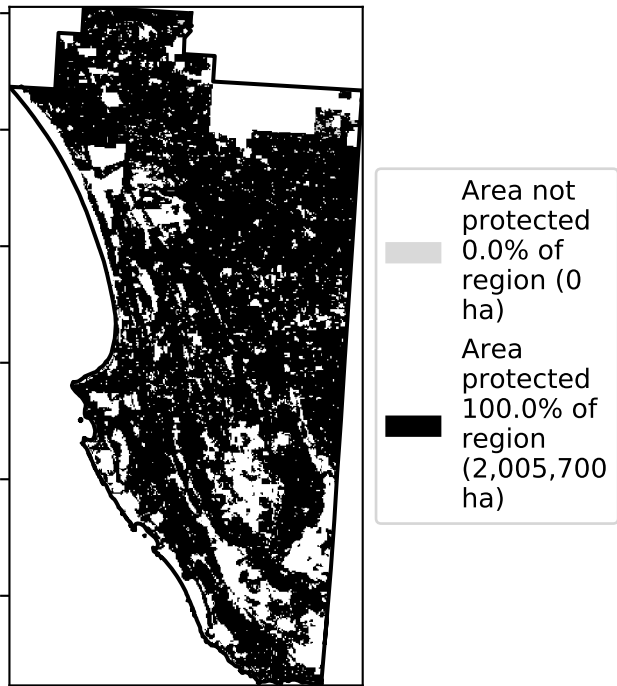 Area not
protected
0.0% of
region (0
ha)
Area
protected
100.0% of
region
(2,005,700
ha)